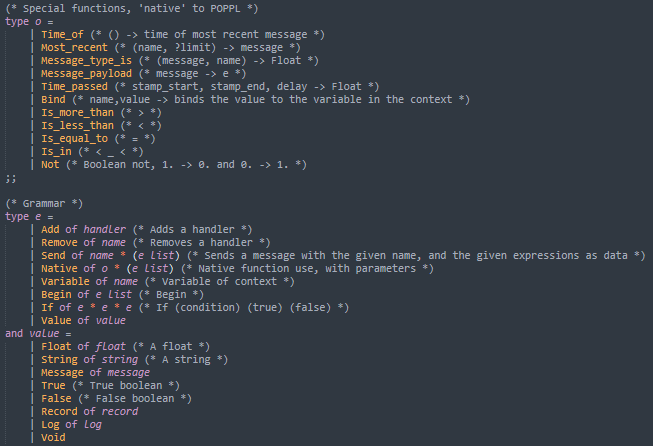 (* Special functions, 'native' to POPPL *)
type o =
| Time_of (* () -> time of most recent message *)
| Most_recent (* (name, ?limit) -> message *)
| Message_type_is (* (message, name) -> Float *)
| Message_payload (* message -> e *)
| Time_passed (* stamp_start, stamp_end, delay -> Float *)
| Bind (* name,value -> binds the value to the variable in the context *)
| Is_more_than (* > *)
| Is_less_than (* < *)
| Is_equal_to (* = *)
| Is_in (* < _ < *)
| Not (* Boolean not, 1. -> 0. and 0. -> 1. *)
;;
(* Grammar *)
type e =
| Add of handler (* Adds a handler *)
| Remove of name (* Removes a handler *)
| Send of name * (e list) (* Sends a message with the given name, and the given expressions as data *)
| Native of o * (e list) (* Native function use, with parameters *)
| Variable of name (* Variable of context *)
| Begin of e list (* Begin *)
| If of e * e * e (* If (condition) (true) (false) *)
| Value of value
and value =
| Float of float (* A float *)
| String of string (* A string *)
| Message of message
| True (* True boolean *)
| False (* False boolean *)
| Record of record
| Log of log
| Void